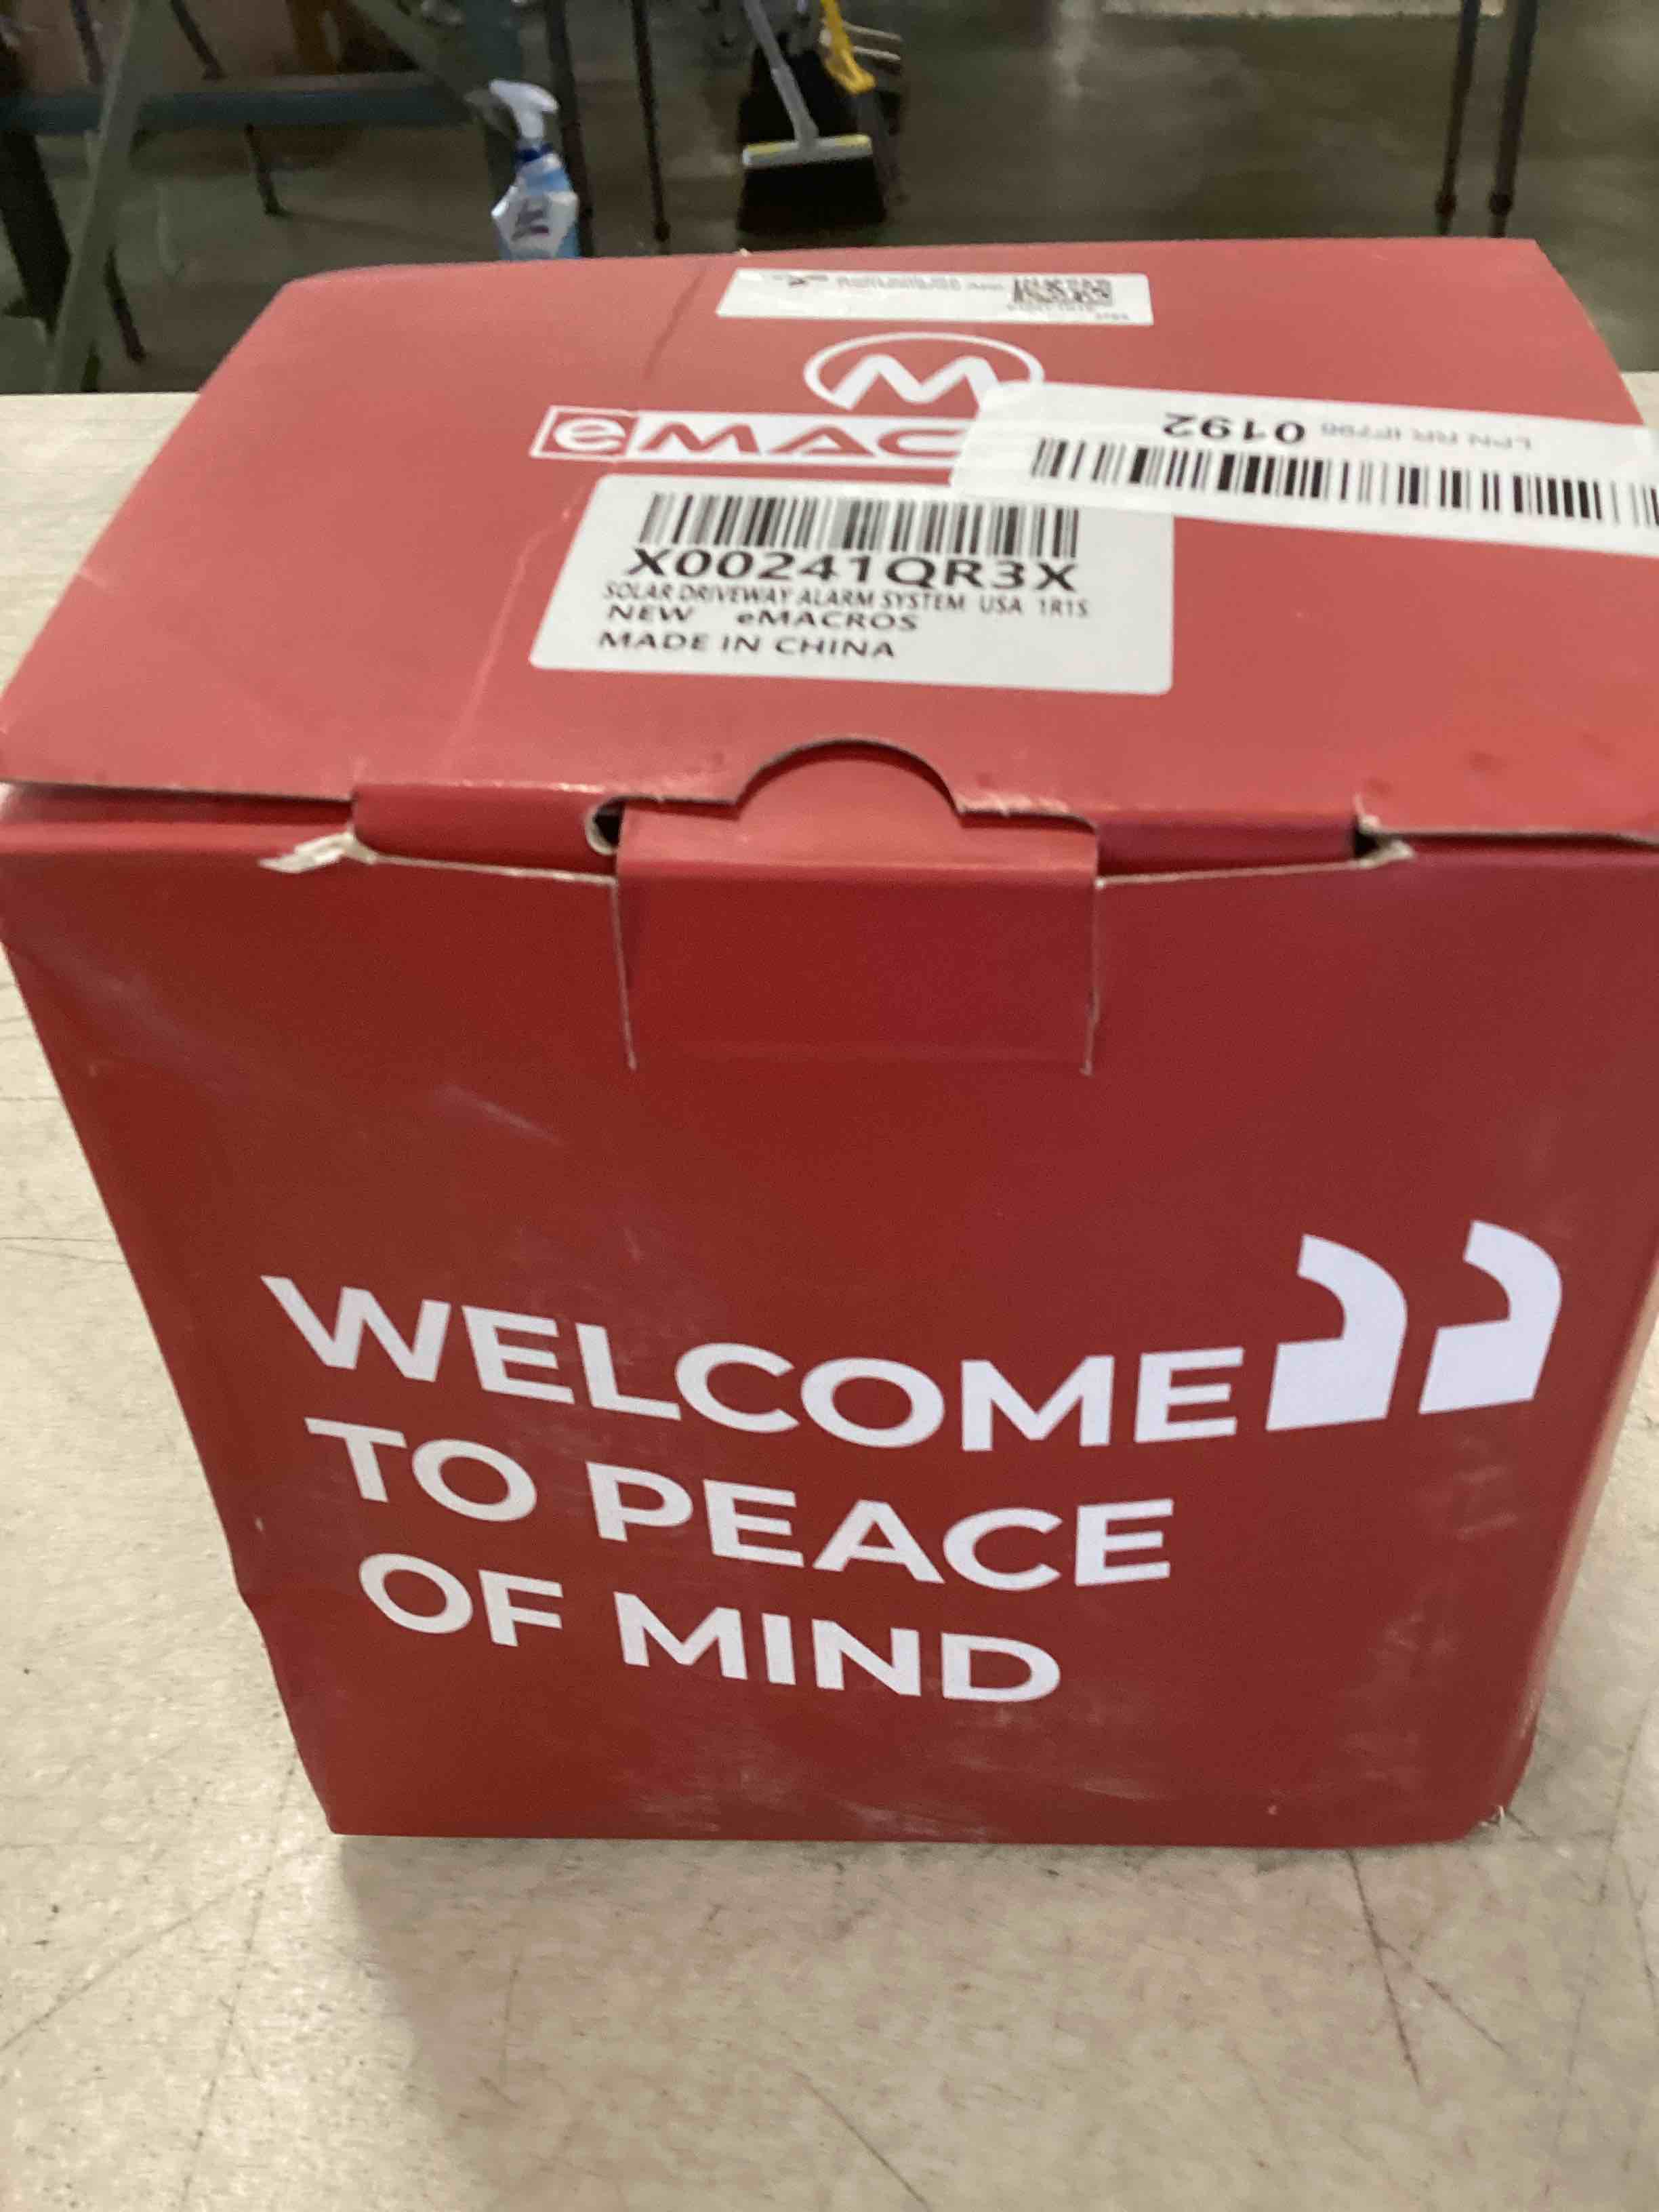 M
eMAC
0192
X00241QR3X
SOLAR DRIVEWAY ALARM SYSTEM USA 1R1S
NEW eMACROS
MADE IN CHINA
WELCOME
TO PEACE
OF MIND